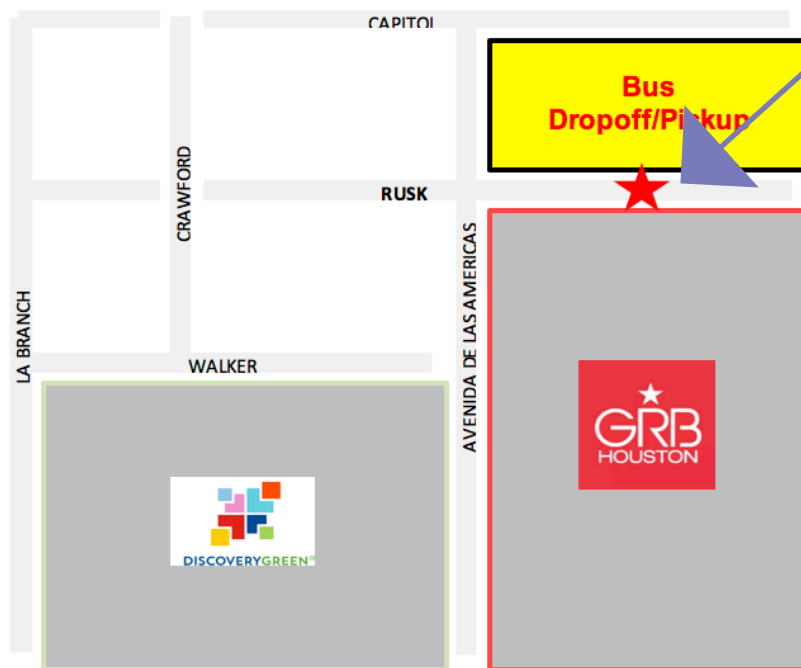 CAPITOL
Bus
Dropoff/Pickup
CRAWFORD
RUSK
LA BRANCH
AVENIDA DE LAS AMERICAS
WALKER
GRB
HOUSTON
DISCOVERYGREEN®